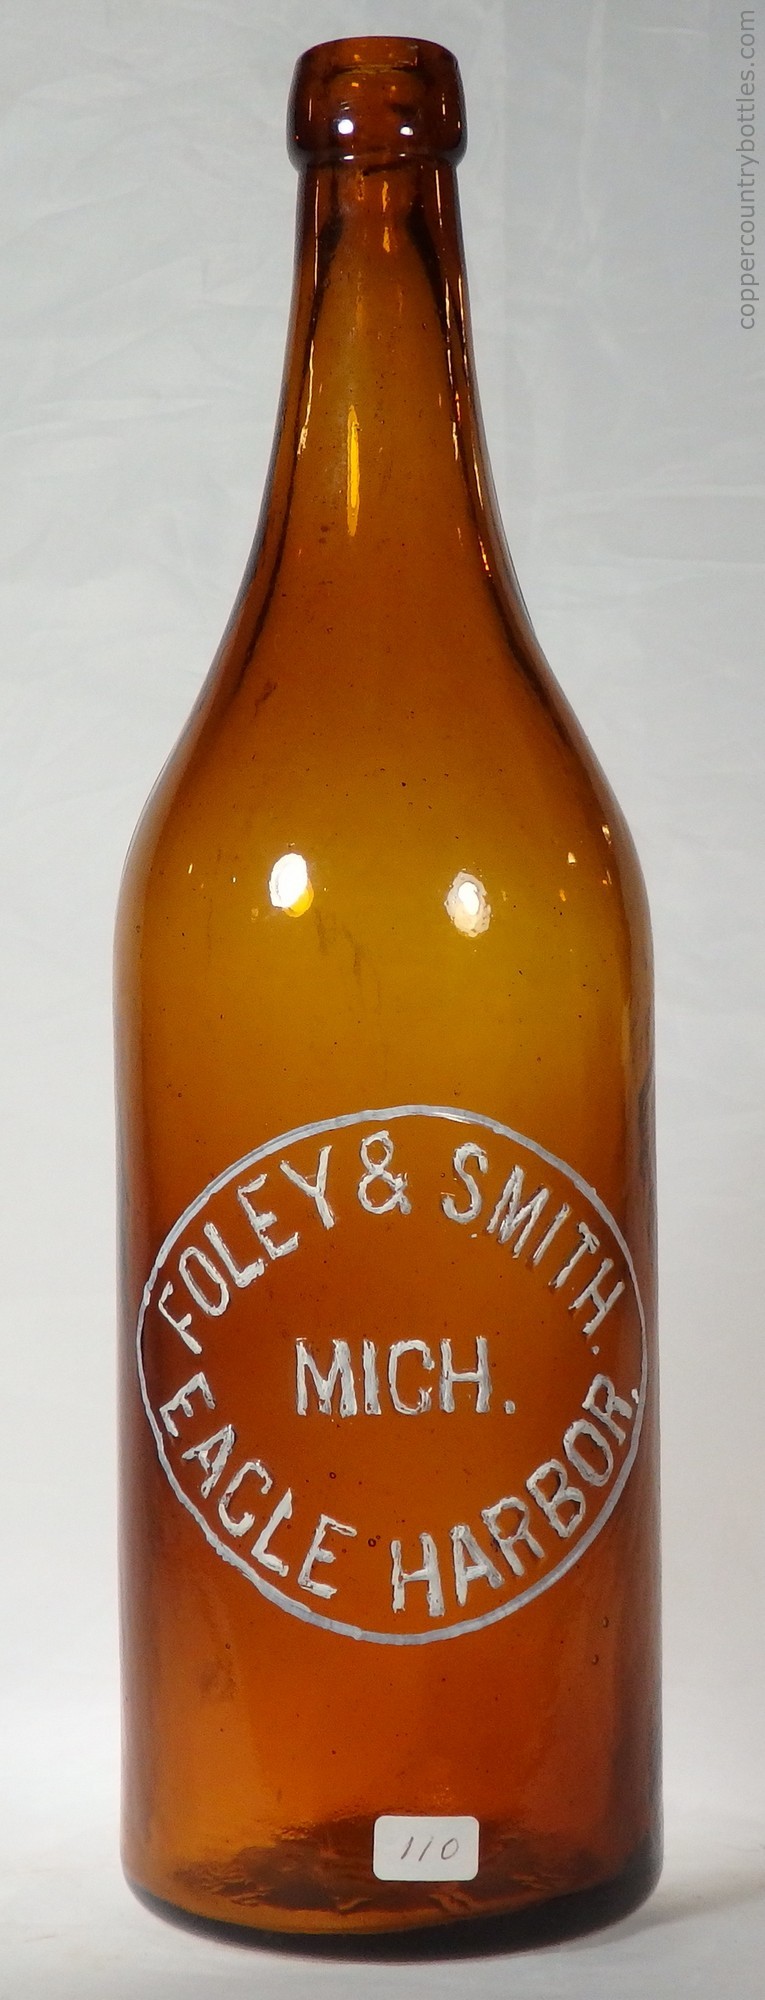 coppercountrybottles.com
FOLEY & SMITH.
MICH.
EAGLE HARBOR.
110